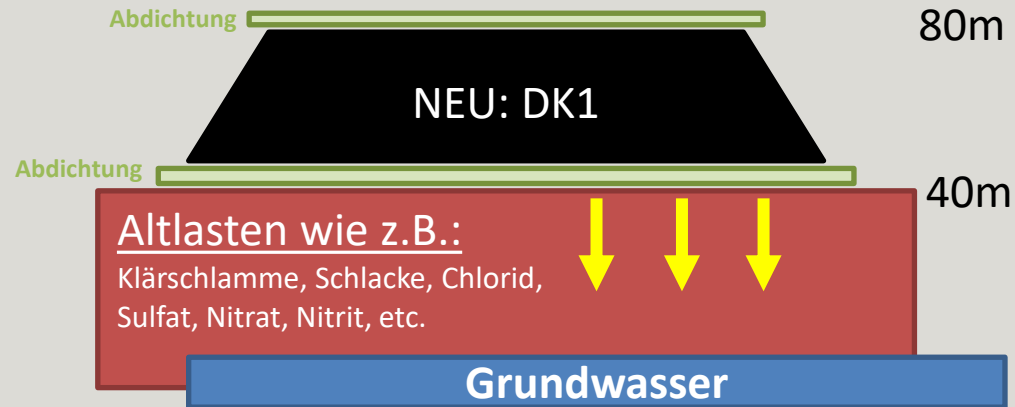 Abdichtung
80m
NEU: DK1
Abdichtung
40m
Altlasten wie z.B.:
Klärschlamme, Schlacke, Chlorid,
Sulfat, Nitrat, Nitrit, etc.
Grundwasser